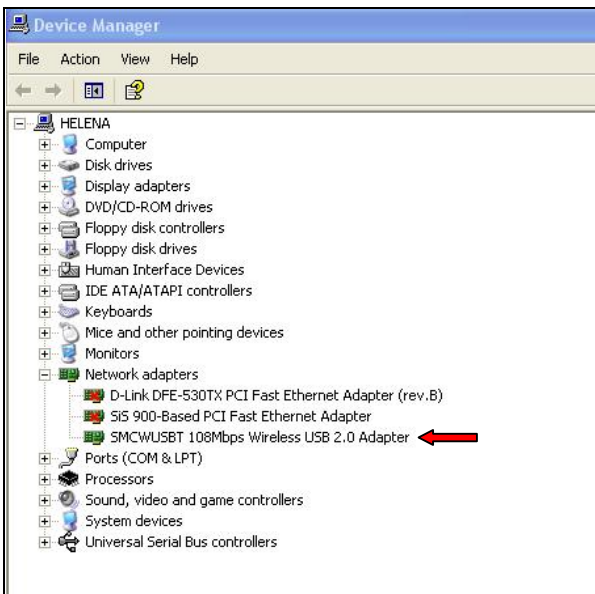 Device Manager
File Action View Help
HELENA
Computer
Disk drives
Display adapters
DVD/CD-ROM drives
Floppy disk controllers
Floppy disk drives
Human Interface Devices
IDE ATA/ATAPI controllers
Keyboards
Mice and other pointing devices
Monitors
Network adapters
D-Link DFE-530TX PCI Fast Ethernet Adapter (rev.B)
SiS 900-Based PCI Fast Ethernet Adapter
SMCWUSBT 108Mbps Wireless USB 2.0 Adapter
Ports (COM & LPT)
Processors
Sound, video and game controllers
System devices
Universal Serial Bus controllers